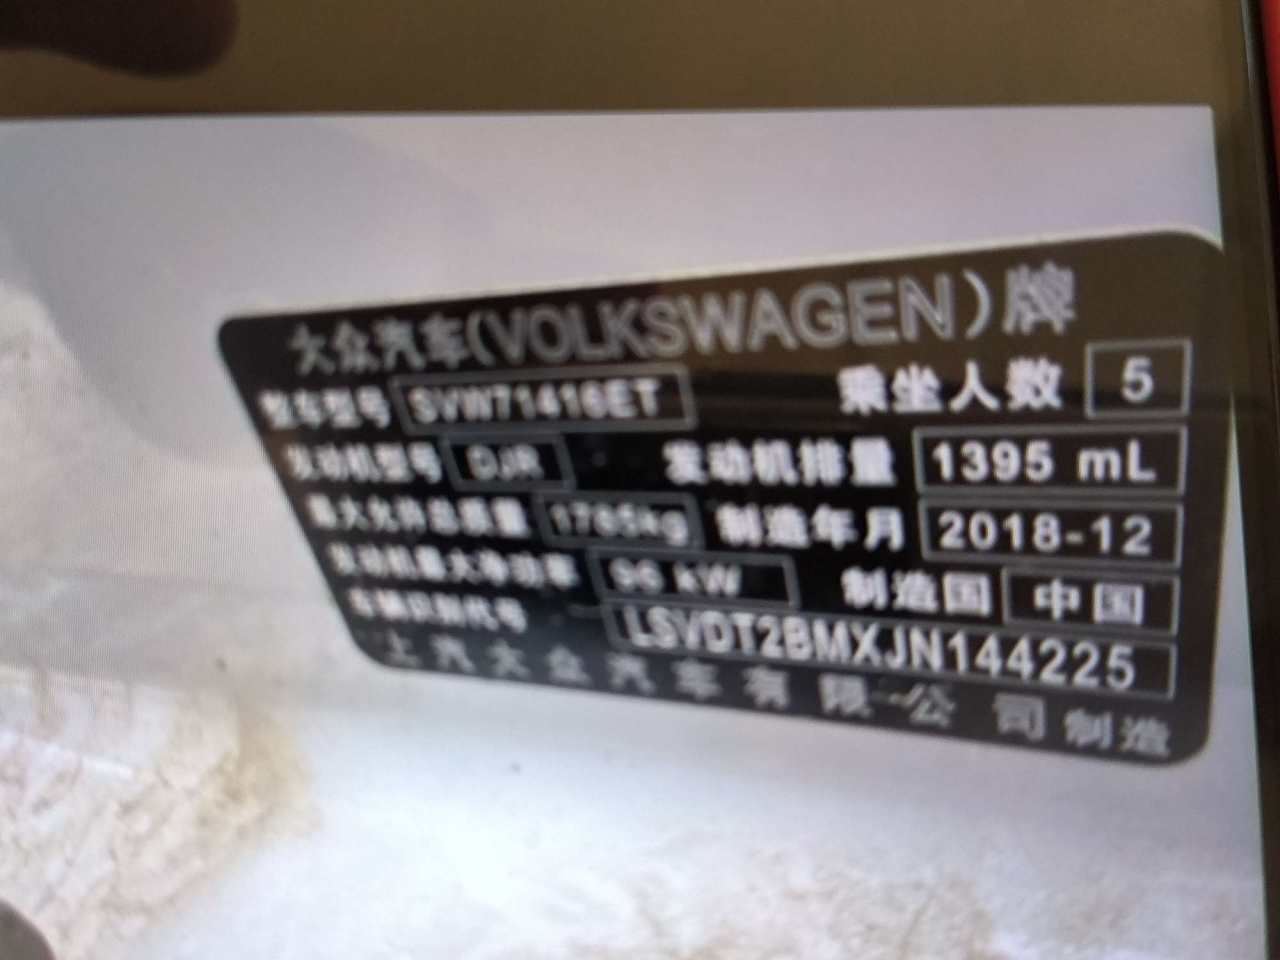 大众汽车(VOLKSWAGEN)牌
整车型号 SVW71416ET 乘坐人数 5
发动机型号 DJR 发动机排量 1395 mL
最大允许总质量 制造年月 2018-12
发动机最大净功率 96 kW 制造国 中国
车辆识别代号 LSVDT2BMXJN144225
上汽大众汽车有限公司制造